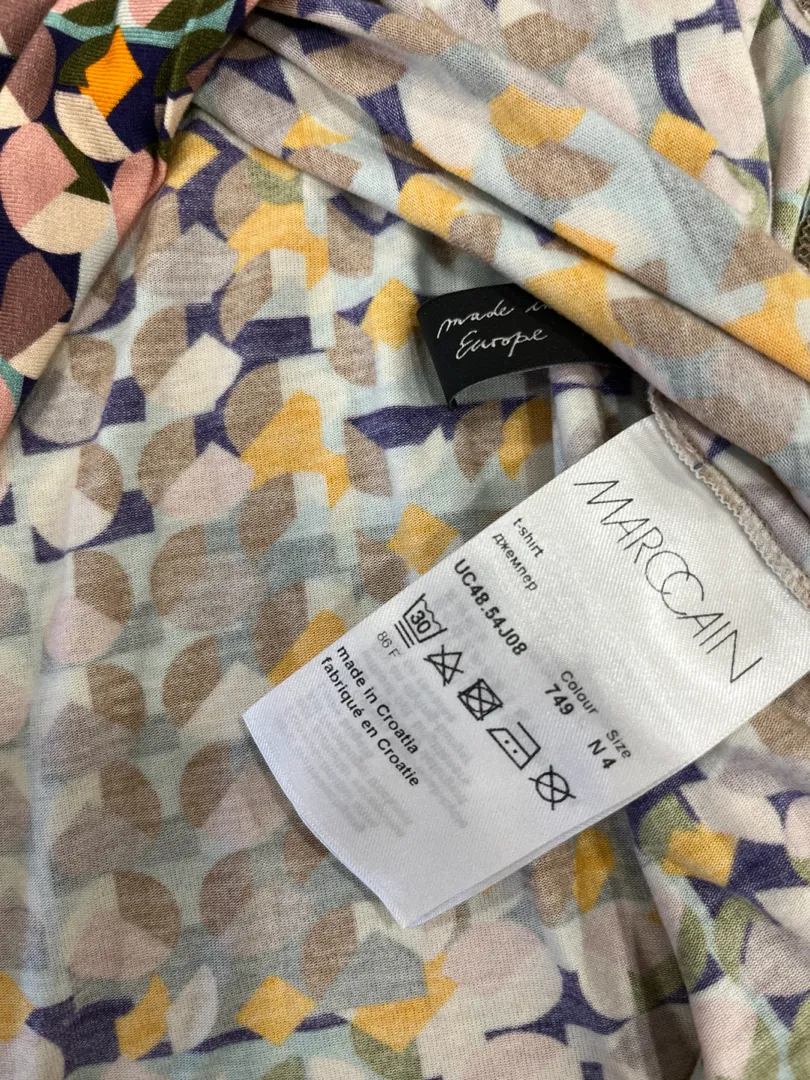 made in
Europe
MARCCAIN
t-shirt
джемпер
UC48.54J08
Colour Size
749 N 4
30
86 F
made in Croatia
fabriqué en Croatie